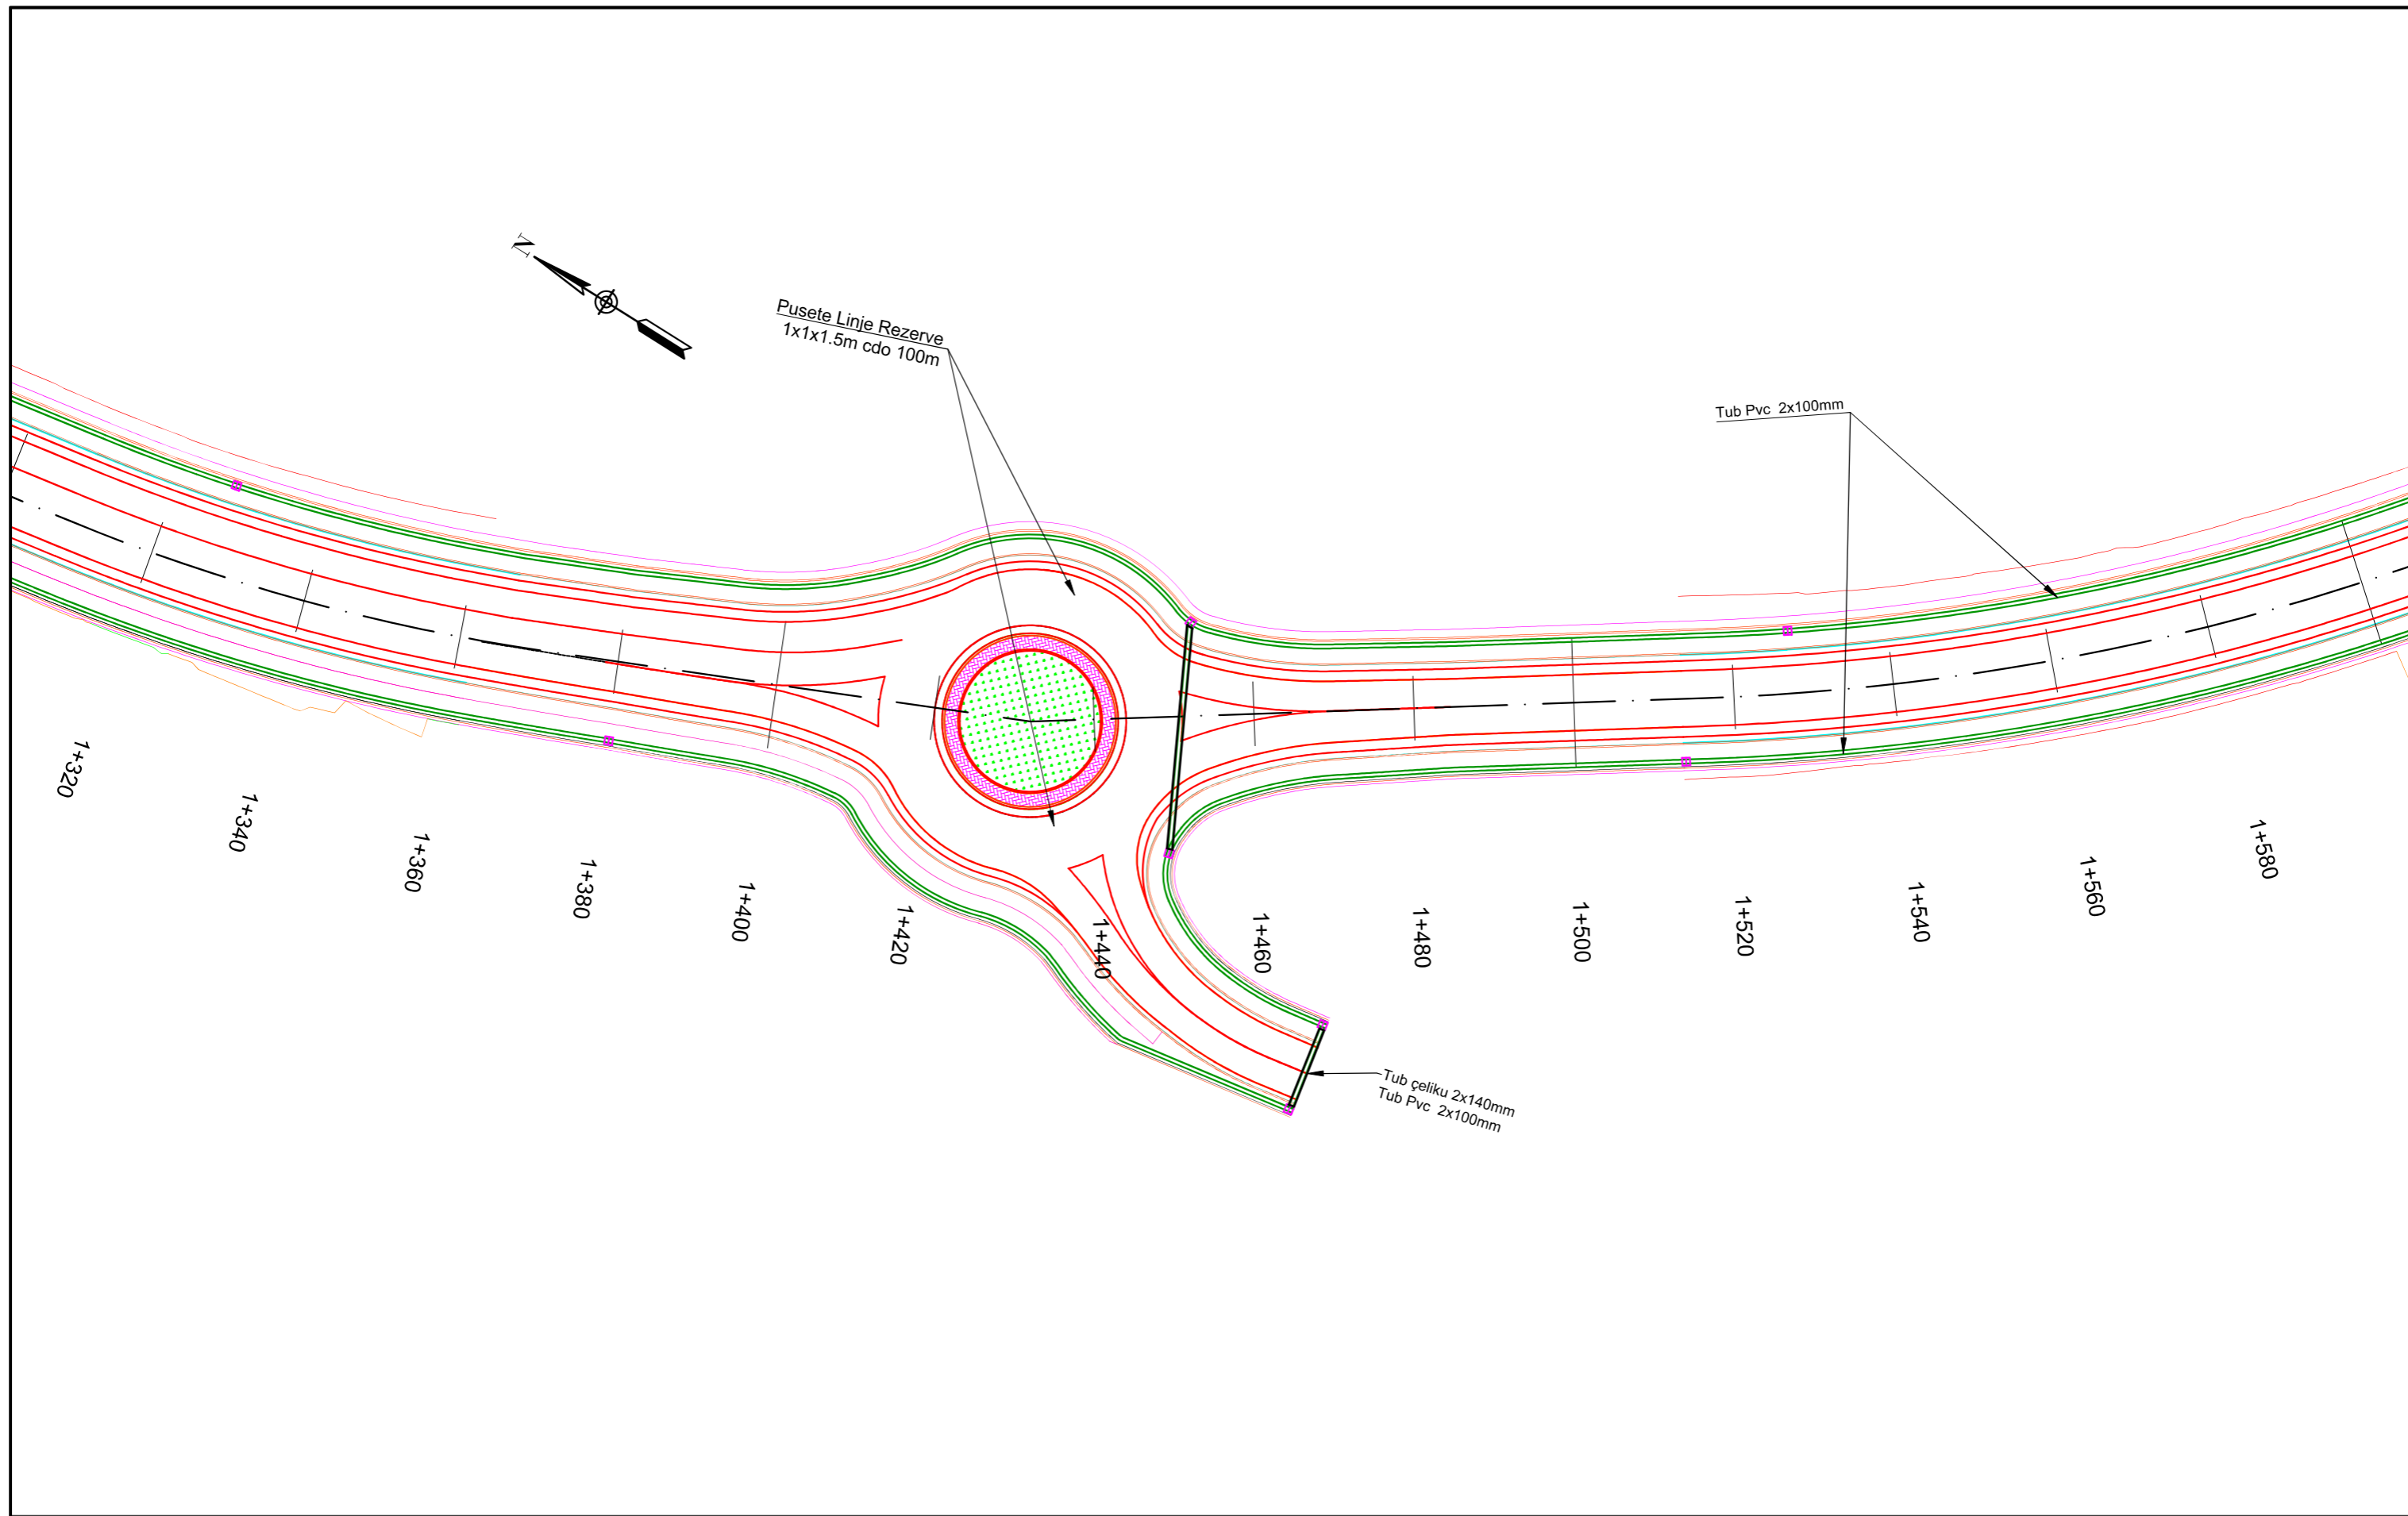 N
Pusete Linje Rezerve
1x1x1.5m cdo 100m
Tub Pvc 2x100mm
1+320
1+340
1+360
1+380
1+400
1+420
1+440
1+460
1+480
1+500
1+520
1+540
1+560
1+580
Tub çeliku 2x140mm
Tub Pvc 2x100mm